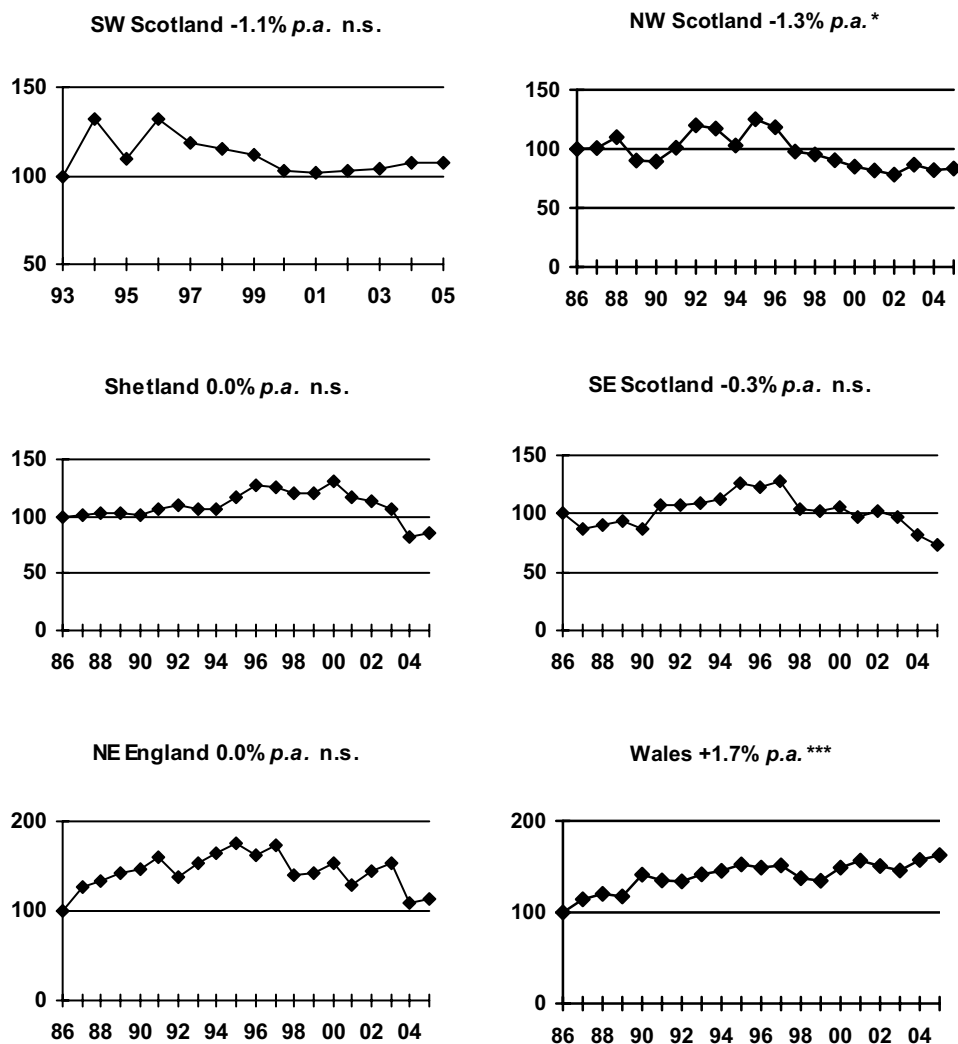 SW Scotland -1.1% p.a. n.s.
150
100
50
93 95 97 99 01 03 05
NW Scotland -1.3% p.a. *
150
100
50
0
86 88 90 92 94 96 98 00 02 04
Shetland 0.0% p.a. n.s.
150
100
50
0
86 88 90 92 94 96 98 00 02 04
SE Scotland -0.3% p.a. n.s.
150
100
50
0
86 88 90 92 94 96 98 00 02 04
NE England 0.0% p.a. n.s.
200
100
0
86 88 90 92 94 96 98 00 02 04
Wales +1.7% p.a. ***
200
100
0
86 88 90 92 94 96 98 00 02 04